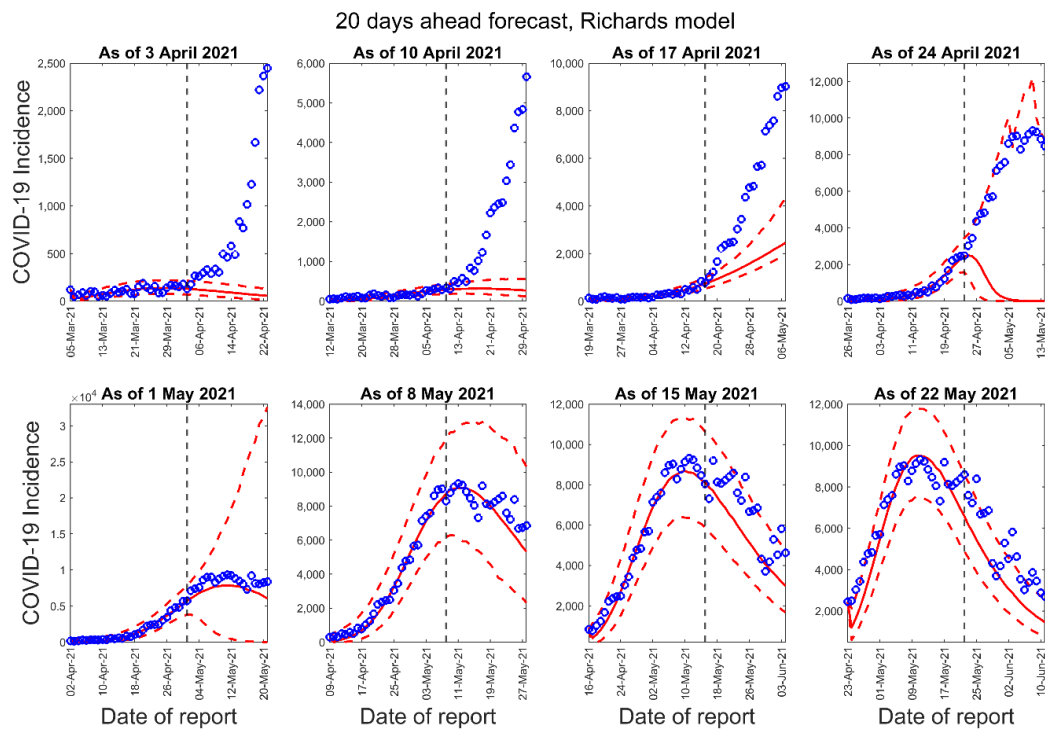 20 days ahead forecast, Richards model
As of 3 April 2021
As of 10 April 2021
As of 17 April 2021
As of 24 April 2021
COVID-19 Incidence
2,500
2,000
1,500
1,000
500
0
05-Mar-21
13-Mar-21
21-Mar-21
29-Mar-21
06-Apr-21
14-Apr-21
22-Apr-21
6,000
5,000
4,000
3,000
2,000
1,000
0
12-Mar-21
20-Mar-21
28-Mar-21
05-Apr-21
13-Apr-21
21-Apr-21
29-Apr-21
10,000
8,000
6,000
4,000
2,000
0
19-Mar-21
27-Mar-21
04-Apr-21
12-Apr-21
20-Apr-21
28-Apr-21
06-May-21
12,000
10,000
8,000
6,000
4,000
2,000
0
26-Mar-21
03-Apr-21
11-Apr-21
19-Apr-21
27-Apr-21
05-May-21
13-May-21
As of 1 May 2021
As of 8 May 2021
As of 15 May 2021
As of 22 May 2021
COVID-19 Incidence
×10⁴
3
2.5
2
1.5
1
0.5
0
02-Apr-21
10-Apr-21
18-Apr-21
26-Apr-21
04-May-21
12-May-21
20-May-21
Date of report
14,000
12,000
10,000
8,000
6,000
4,000
2,000
0
09-Apr-21
17-Apr-21
25-Apr-21
03-May-21
11-May-21
19-May-21
27-May-21
Date of report
12,000
10,000
8,000
6,000
4,000
2,000
16-Apr-21
24-Apr-21
02-May-21
10-May-21
18-May-21
26-May-21
03-Jun-21
Date of report
12,000
10,000
8,000
6,000
4,000
2,000
23-Apr-21
01-May-21
09-May-21
17-May-21
25-May-21
02-Jun-21
10-Jun-21
Date of report